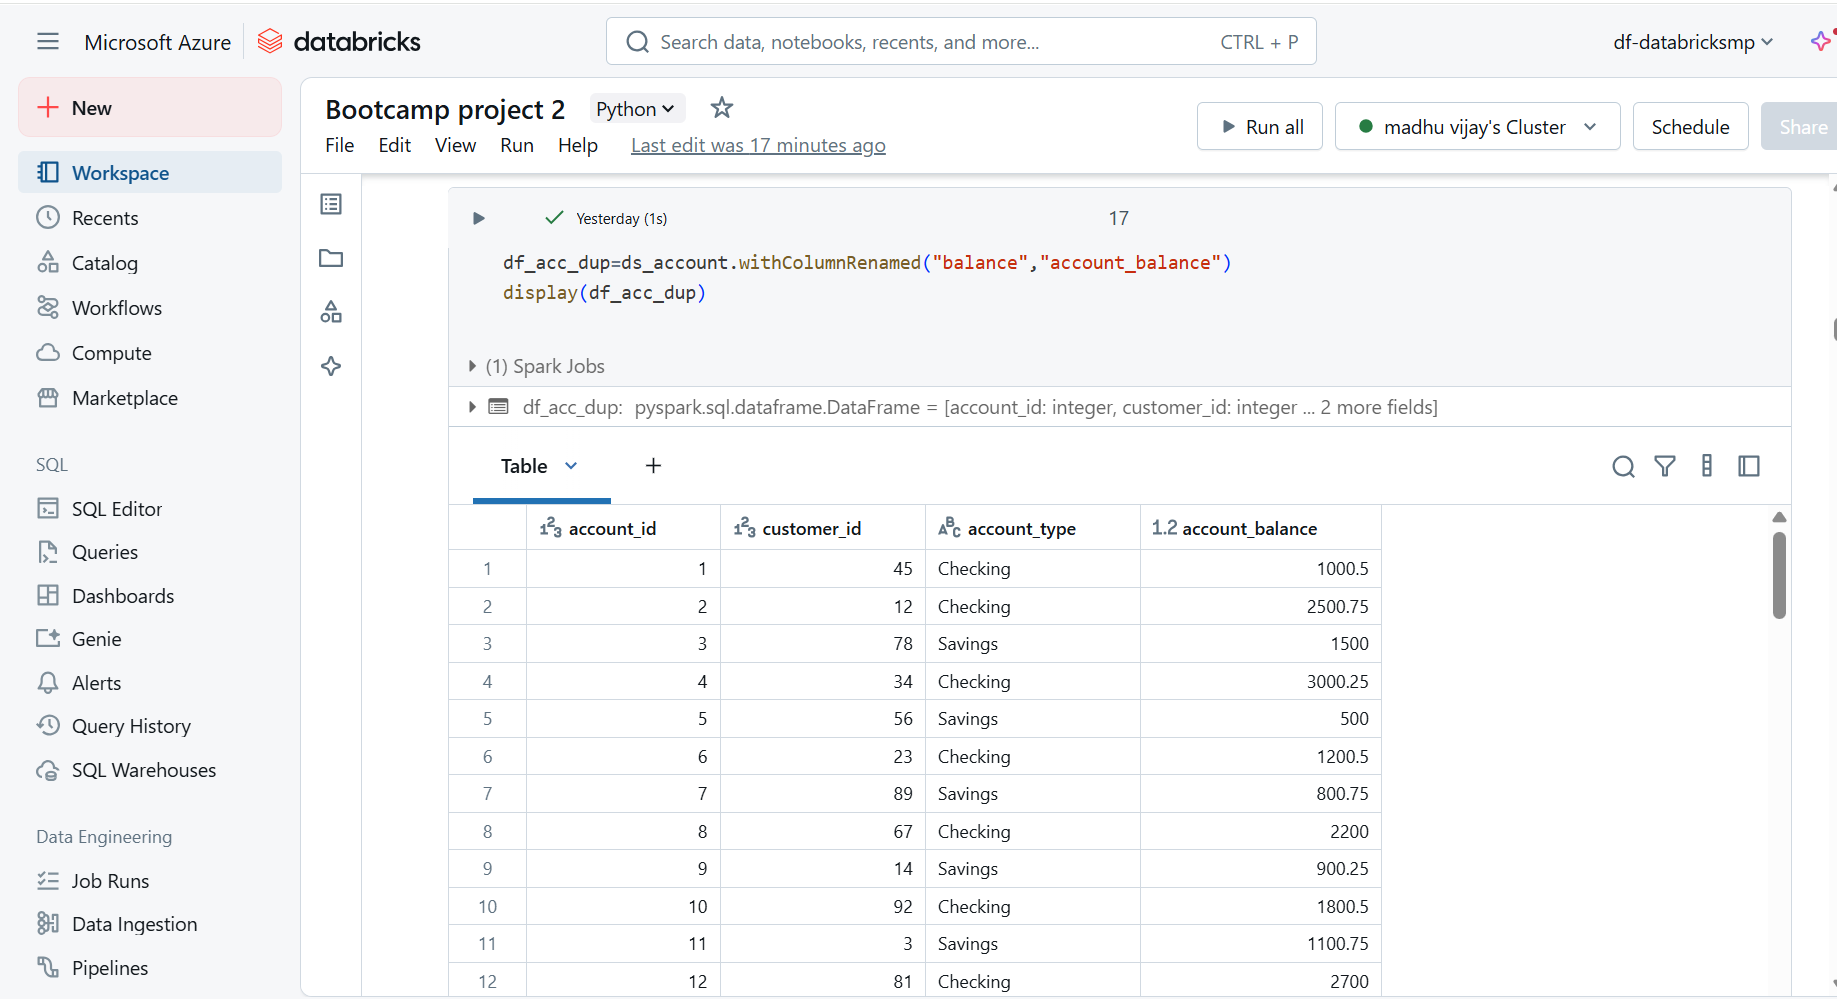 Microsoft Azure databricks Search data, notebooks, recents, and more... CTRL + P df-databricksmp
New
Workspace
Recents
Catalog
Workflows
Compute
Marketplace
SQL
SQL Editor
Queries
Dashboards
Genie
Alerts
Query History
SQL Warehouses
Data Engineering
Job Runs
Data Ingestion
Pipelines
Bootcamp project 2 Python
File Edit View Run Help Last edit was 17 minutes ago
Run all madhu vijay's Cluster Schedule Share
Yesterday (1s) 17
df_acc_dup=ds_account.withColumnRenamed("balance","account_balance")
display(df_acc_dup)
(1) Spark Jobs
df_acc_dup: pyspark.sql.dataframe.DataFrame = [account_id: integer, customer_id: integer ... 2 more fields]
Table +
123 account_id 123 customer_id ABC account_type 1.2 account_balance
1 1 45 Checking 1000.5
2 2 12 Checking 2500.75
3 3 78 Savings 1500
4 4 34 Checking 3000.25
5 5 56 Savings 500
6 6 23 Checking 1200.5
7 7 89 Savings 800.75
8 8 67 Checking 2200
9 9 14 Savings 900.25
10 10 92 Checking 1800.5
11 11 3 Savings 1100.75
12 12 81 Checking 2700